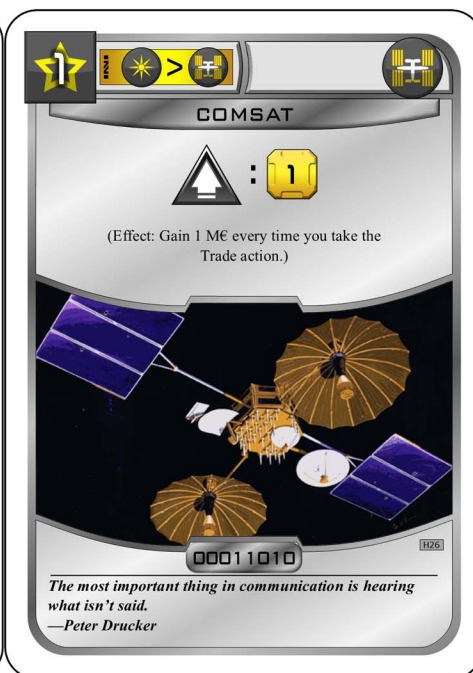 1
>
COMSAT
: 1
(Effect: Gain 1 M€ every time you take the
Trade action.)
00011010
H26
The most important thing in communication is hearing
what isn't said.
—Peter Drucker